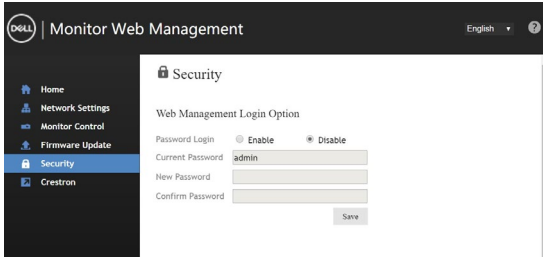 DELL | Monitor Web Management
English
?
Home
Network Settings
Monitor Control
Firmware Update
Security
Crestron
Security
Web Management Login Option
Password Login Enable Disable
Current Password admin
New Password
Confirm Password
Save